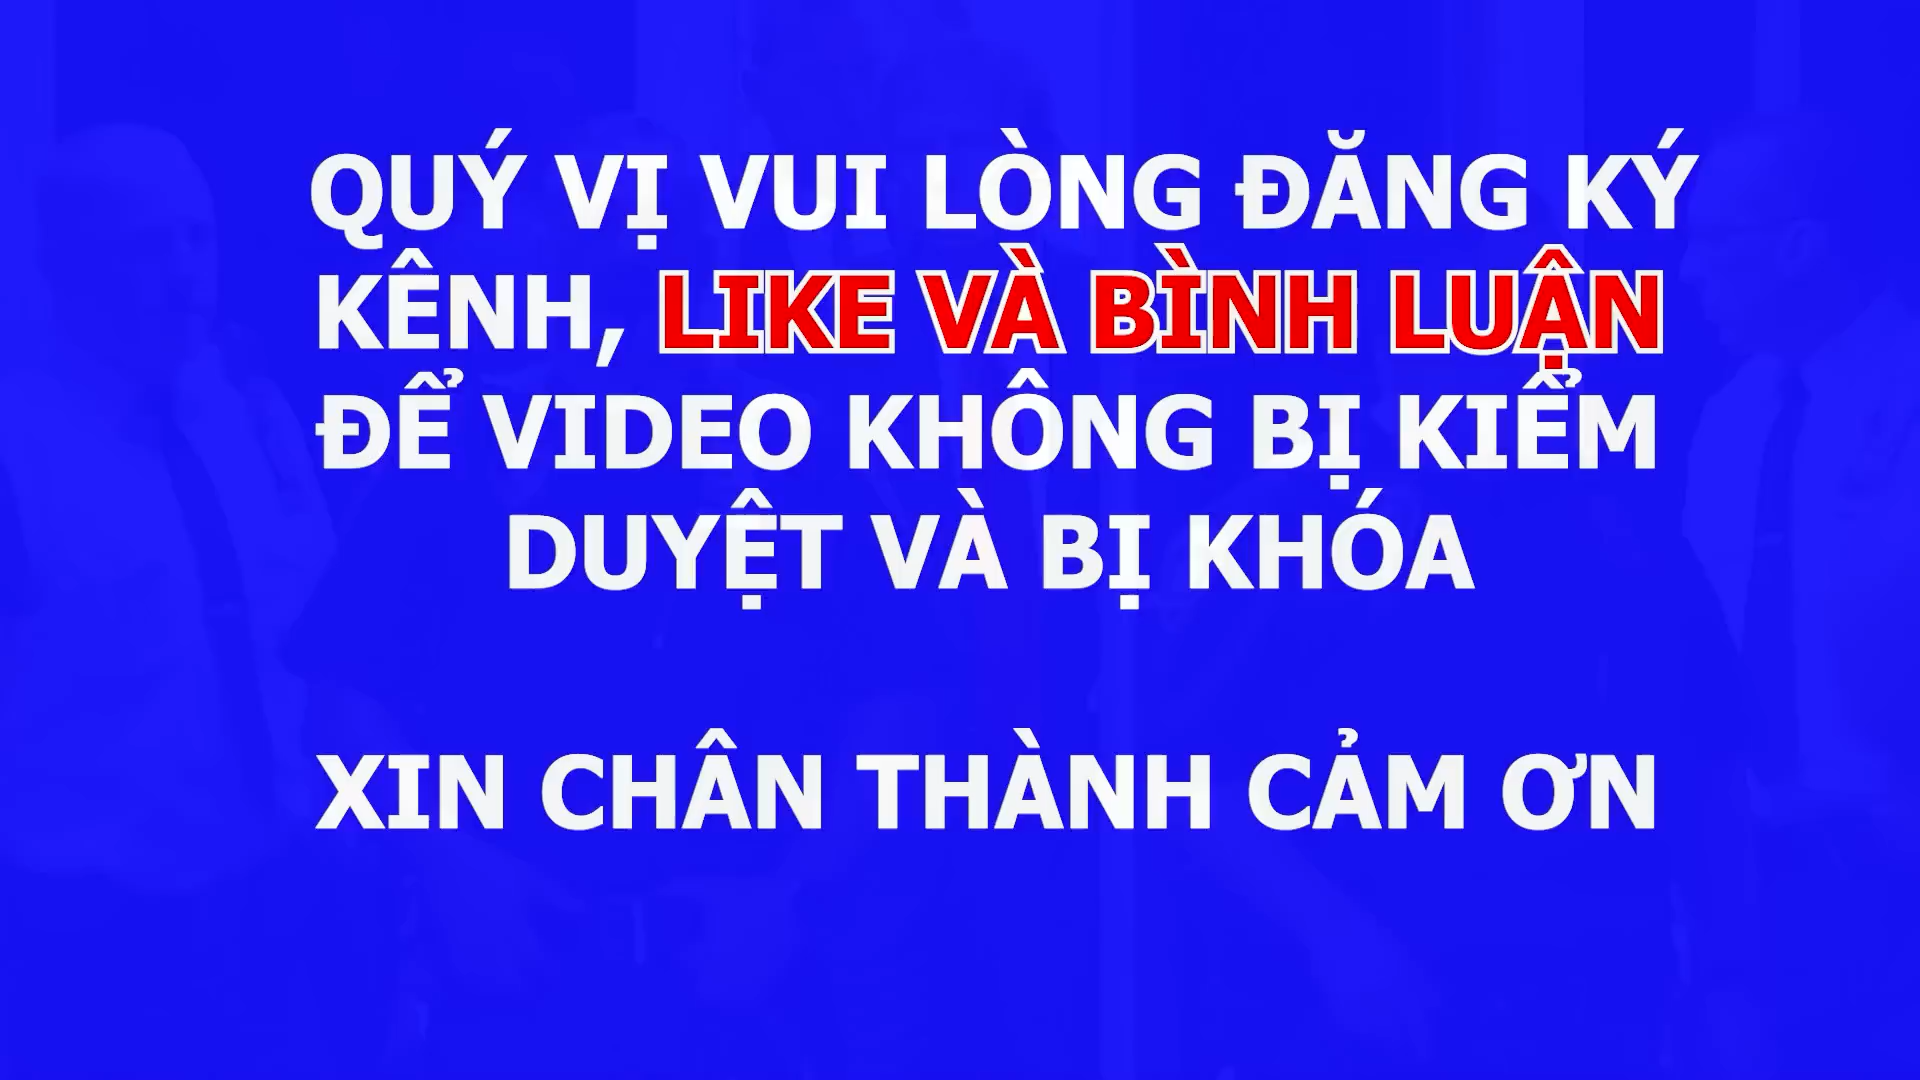 QUÝ VỊ VUI LÒNG ĐĂNG KÝ
KÊNH, LIKE VÀ BÌNH LUẬN
ĐỂ VIDEO KHÔNG BỊ KIỂM
DUYỆT VÀ BỊ KHÓA
XIN CHÂN THÀNH CẢM ƠN